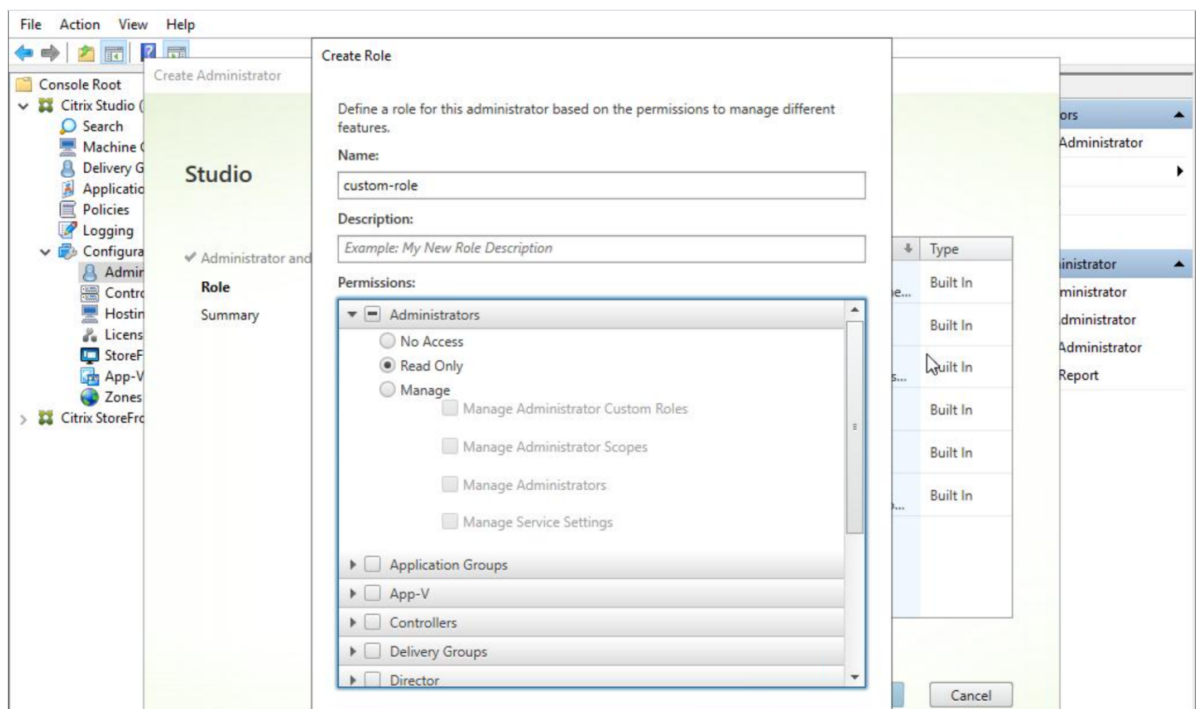 File Action View Help
Create Role
Create Administrator
Console Root
Citrix Studio (
Search
Machine
Delivery G
Applicatio
Policies
Logging
Configura
Admir
Contro
Hostin
Licens
StoreF
App-V
Zones
Citrix StoreFro
Studio
Administrator and
Role
Summary
Define a role for this administrator based on the permissions to manage different
features.
Name:
custom-role
Description:
Example: My New Role Description
Permissions:
Administrators
No Access
Read Only
Manage
Manage Administrator Custom Roles
Manage Administrator Scopes
Manage Administrators
Manage Service Settings
Application Groups
App-V
Controllers
Delivery Groups
Director
Type
e... Built In
Built In
s... Built In
Built In
Built In
Built In
Cancel
ors
Administrator
inistrator
ministrator
dministrator
Administrator
Report